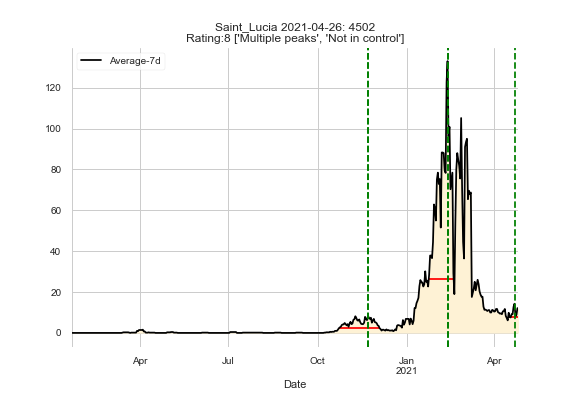 Saint_Lucia 2021-04-26: 4502
Rating:8 ['Multiple peaks', 'Not in control']
Average-7d
120
100
80
60
40
20
0
Apr
Jul
Oct
Jan
2021
Apr
Date